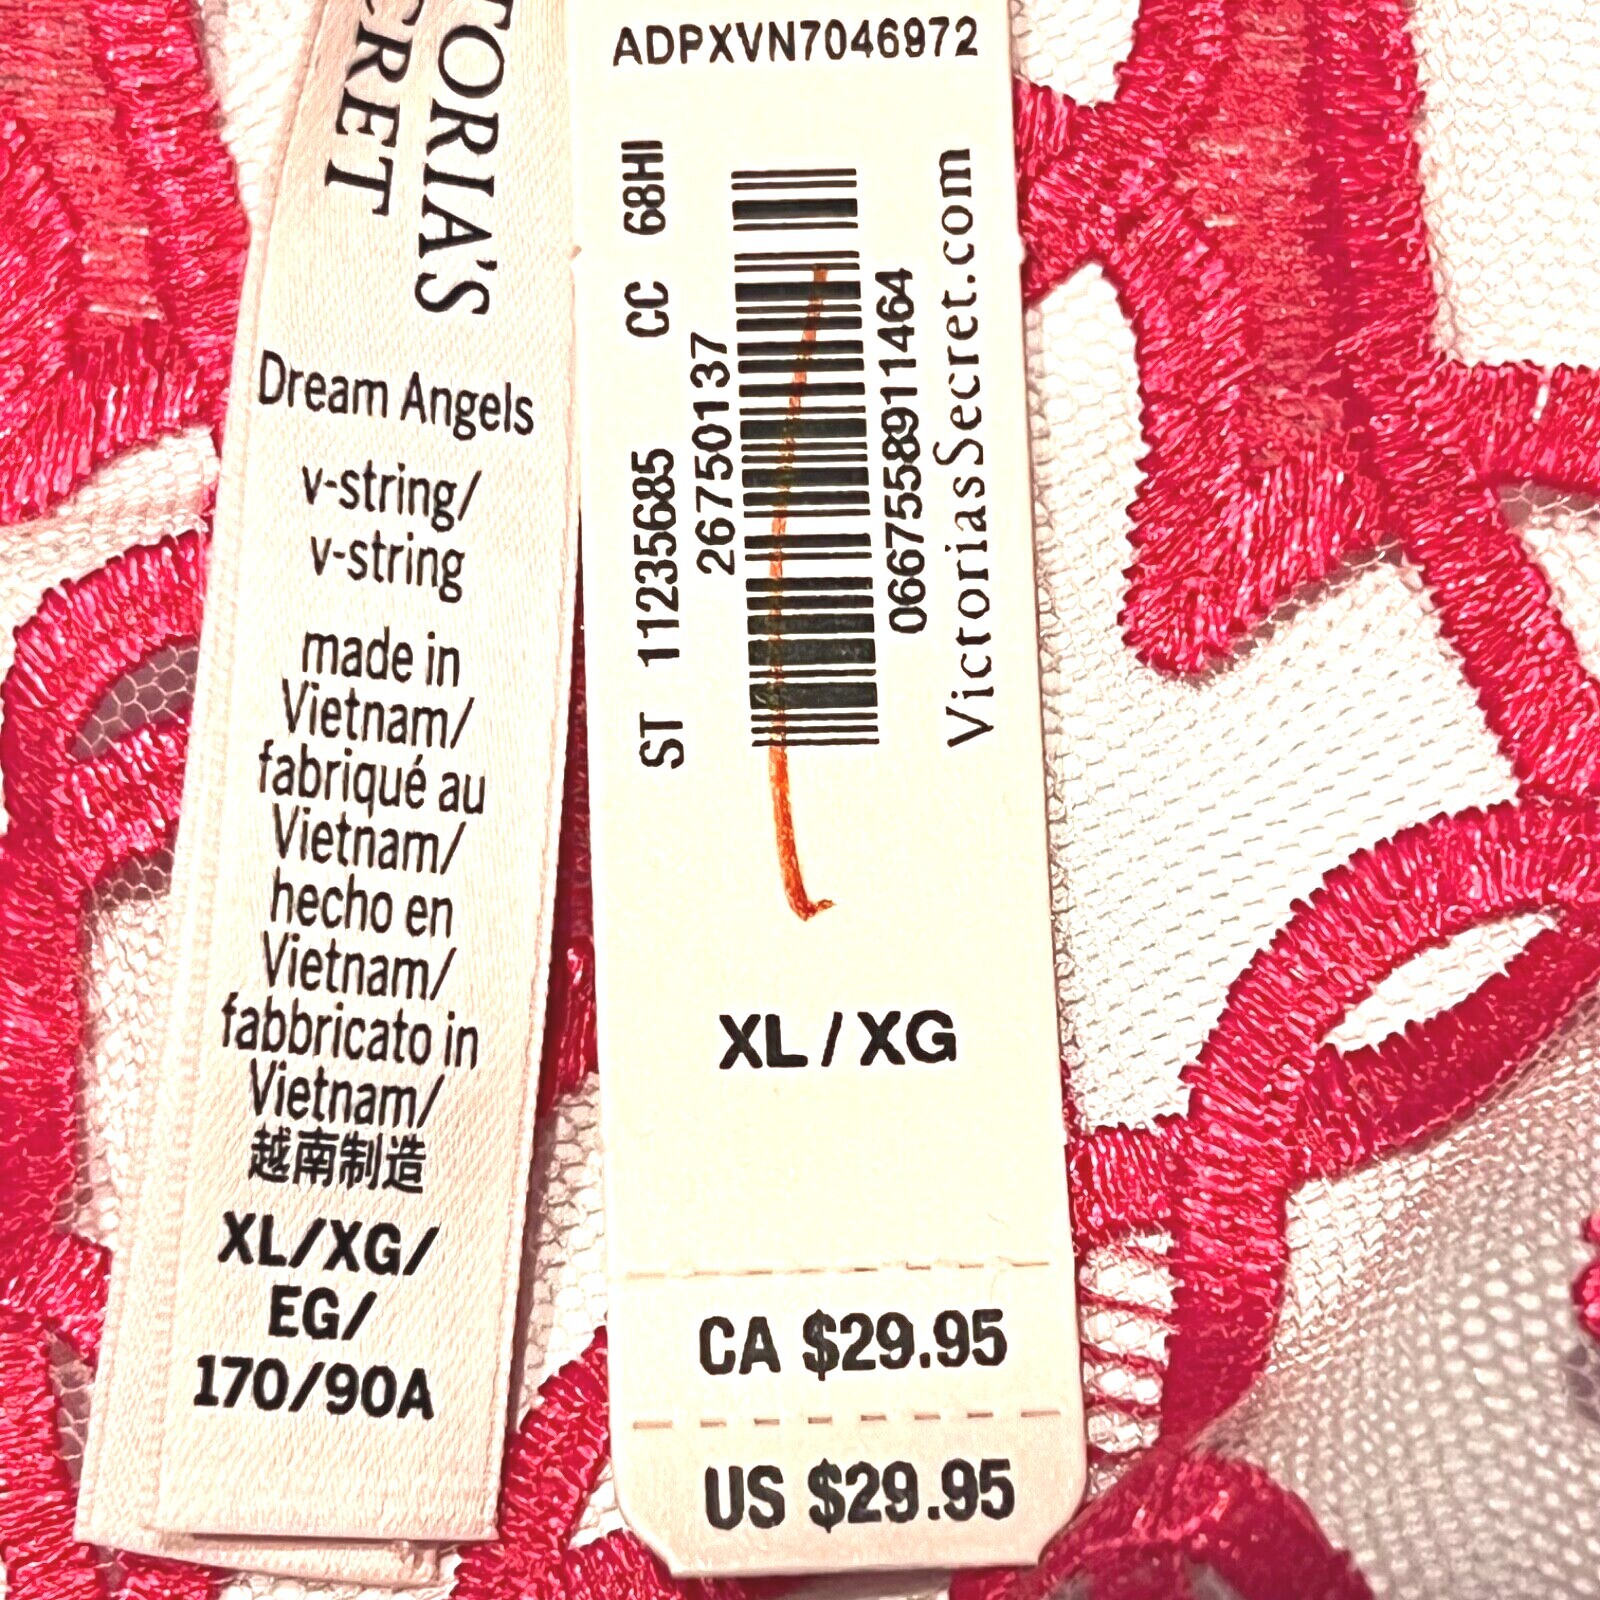 TORIA'S
CRET
Dream Angels
v-string/
v-string
made in
Vietnam/
fabriqué au
Vietnam/
hecho en
Vietnam/
fabbricato in
Vietnam/
越南制造
XL/XG/
EG/
170/90A
ADPXVN7046972
ST 11235685 CC 68HI
26750137
0667558911464
VictoriasSecret.com
XL/XG
CA $29.95
US $29.95